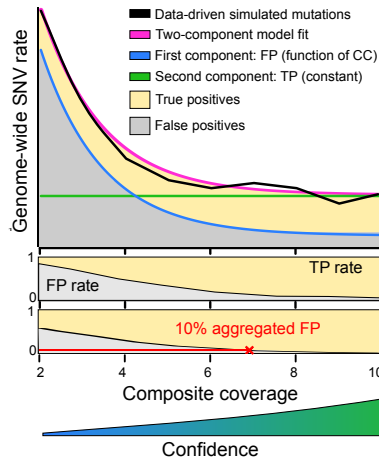 Data-driven simulated mutations
Two-component model fit
First component: FP (function of CC)
Second component: TP (constant)
True positives
False positives
Genome-wide SNV rate
1
TP rate
FP rate
0
1
10% aggregated FP
0
2 4 6 8 10
Composite coverage
Confidence